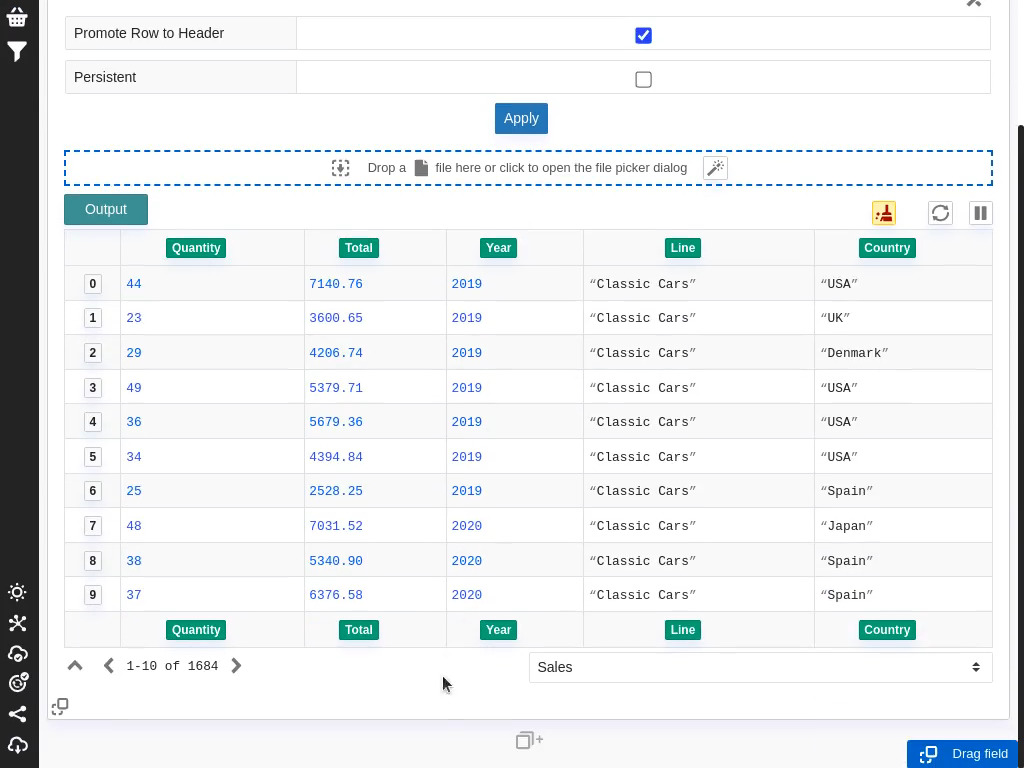 Promote Row to Header
Persistent
Apply
Drop a file here or click to open the file picker dialog
Output
Quantity Total Year Line Country
0 44 7140.76 2019 “Classic Cars” “USA”
1 23 3600.65 2019 “Classic Cars” “UK”
2 29 4206.74 2019 “Classic Cars” “Denmark”
3 49 5379.71 2019 “Classic Cars” “USA”
4 36 5679.36 2019 “Classic Cars” “USA”
5 34 4394.84 2019 “Classic Cars” “USA”
6 25 2528.25 2019 “Classic Cars” “Spain”
7 48 7031.52 2020 “Classic Cars” “Japan”
8 38 5340.90 2020 “Classic Cars” “Spain”
9 37 6376.58 2020 “Classic Cars” “Spain”
Quantity Total Year Line Country
1-10 of 1684 Sales
Drag field